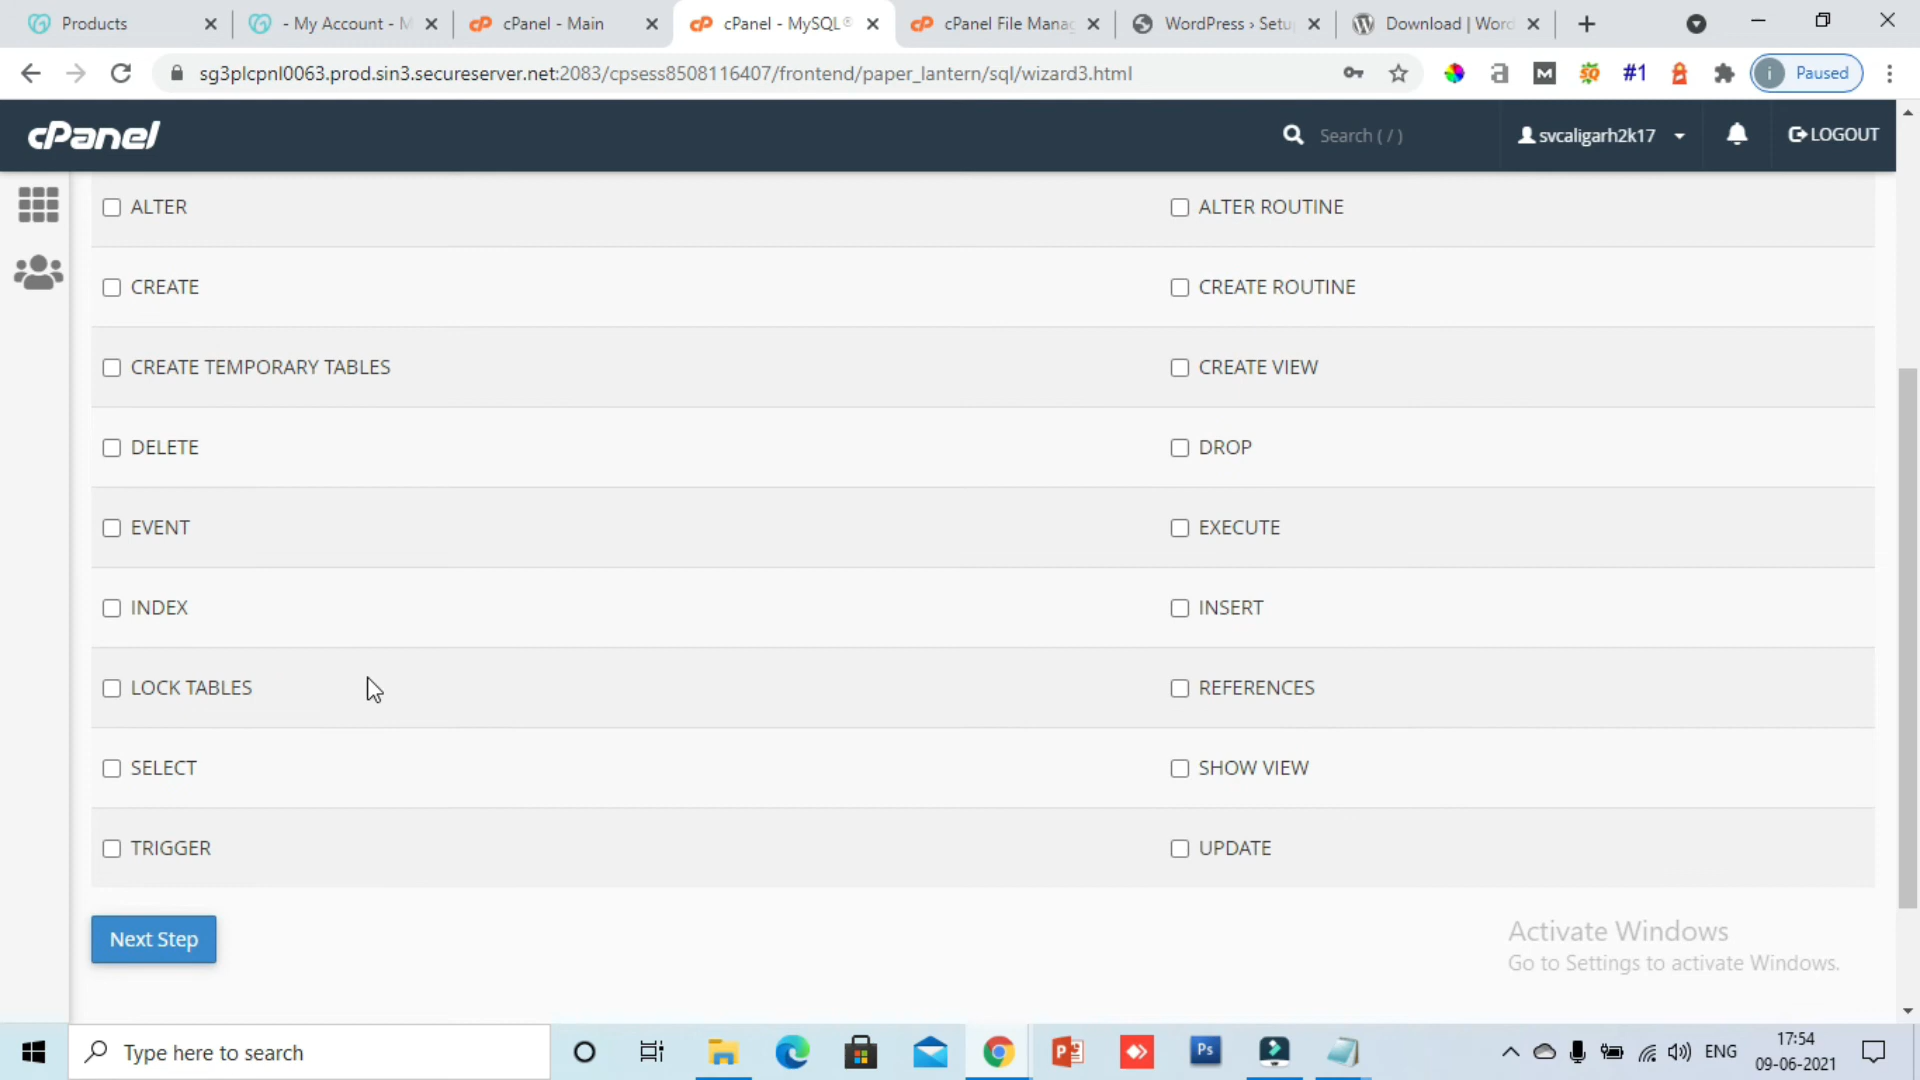 Products
- My Account - M
cPanel - Main
cPanel - MySQL®
cPanel File Mana
WordPress › Setu
Download | Word
sg3plcpnl0063.prod.sin3.secureserver.net:2083/cpsess8508116407/frontend/paper_lantern/sql/wizard3.html
#1
Paused
cPanel
Search ( / )
svcaligarh2k17
LOGOUT
ALTER
ALTER ROUTINE
CREATE
CREATE ROUTINE
CREATE TEMPORARY TABLES
CREATE VIEW
DELETE
DROP
EVENT
EXECUTE
INDEX
INSERT
LOCK TABLES
REFERENCES
SELECT
SHOW VIEW
TRIGGER
UPDATE
Next Step
Activate Windows
Go to Settings to activate Windows.
Type here to search
Ps
ENG
17:54
09-06-2021